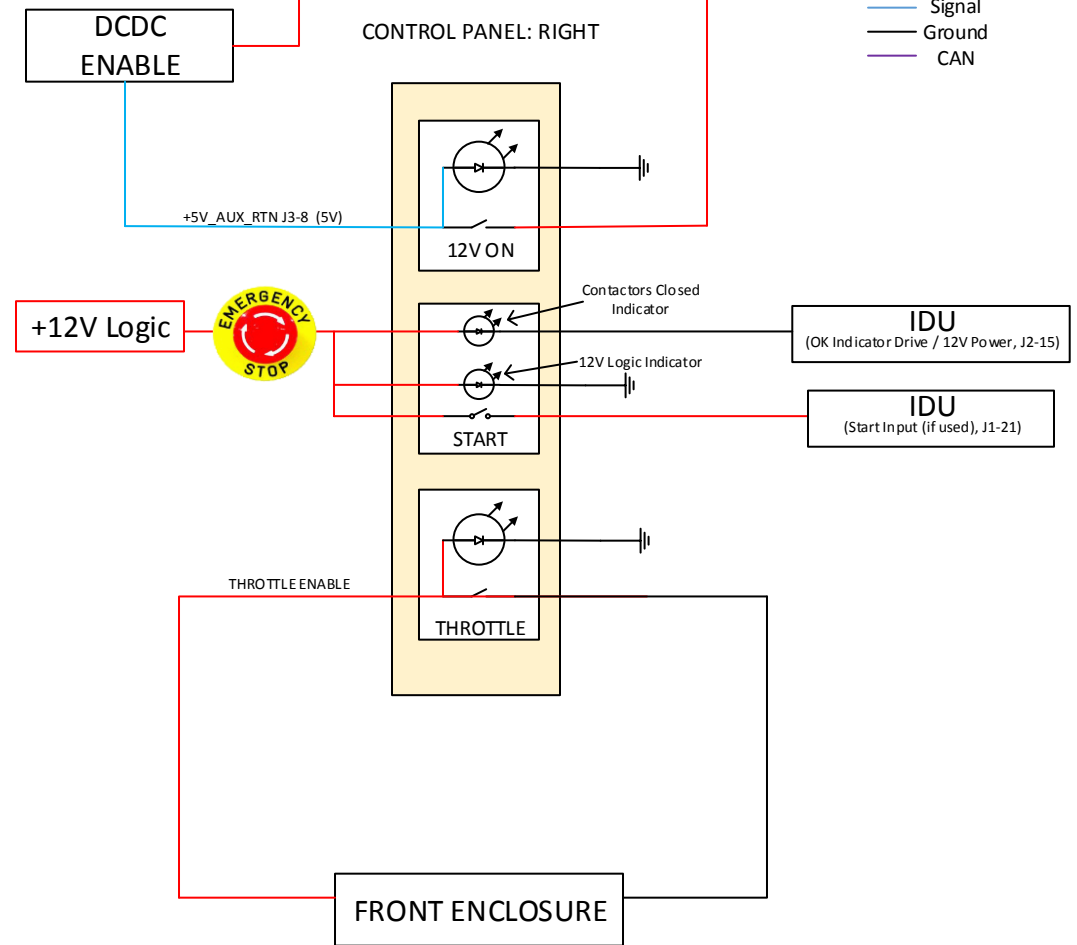 Signal
DCDC
ENABLE
CONTROL PANEL: RIGHT
Ground
CAN
+5V_AUX_RTN J3-8 (5V)
12V ON
+12V Logic
EMERGENCY
STOP
Contactors Closed
Indicator
IDU
(OK Indicator Drive / 12V Power, J2-15)
12V Logic Indicator
IDU
(Start Input (if used), J1-21)
START
THROTTLE ENABLE
THROTTLE
FRONT ENCLOSURE